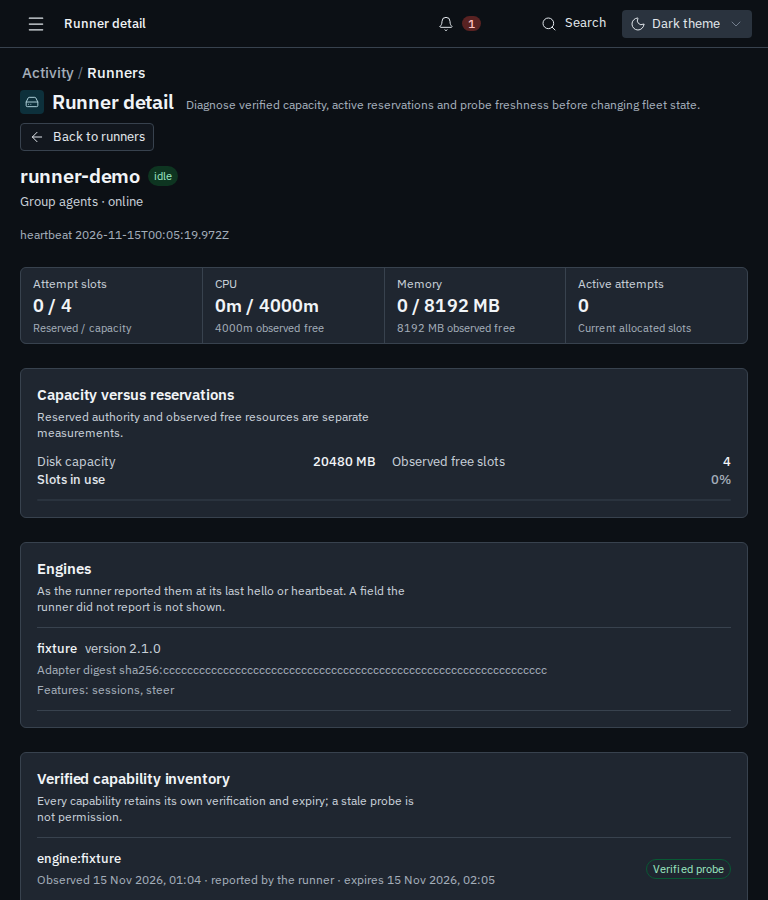 Runner detail
1
Search
Dark theme
Activity / Runners
Runner detail
Diagnose verified capacity, active reservations and probe freshness before changing fleet state.
Back to runners
runner-demo
idle
Group agents · online
heartbeat 2026-11-15T00:05:19.972Z
Attempt slots
0 / 4
Reserved / capacity
CPU
0m / 4000m
4000m observed free
Memory
0 / 8192 MB
8192 MB observed free
Active attempts
0
Current allocated slots
Capacity versus reservations
Reserved authority and observed free resources are separate
measurements.
Disk capacity 20480 MB
Observed free slots 4
Slots in use 0%
Engines
As the runner reported them at its last hello or heartbeat. A field the
runner did not report is not shown.
fixture version 2.1.0
Adapter digest sha256:cccccccccccccccccccccccccccccccccccccccccccccccccccccccccccccccc
Features: sessions, steer
Verified capability inventory
Every capability retains its own verification and expiry; a stale probe is
not permission.
engine:fixture
Observed 15 Nov 2026, 01:04 · reported by the runner · expires 15 Nov 2026, 02:05
Verified probe